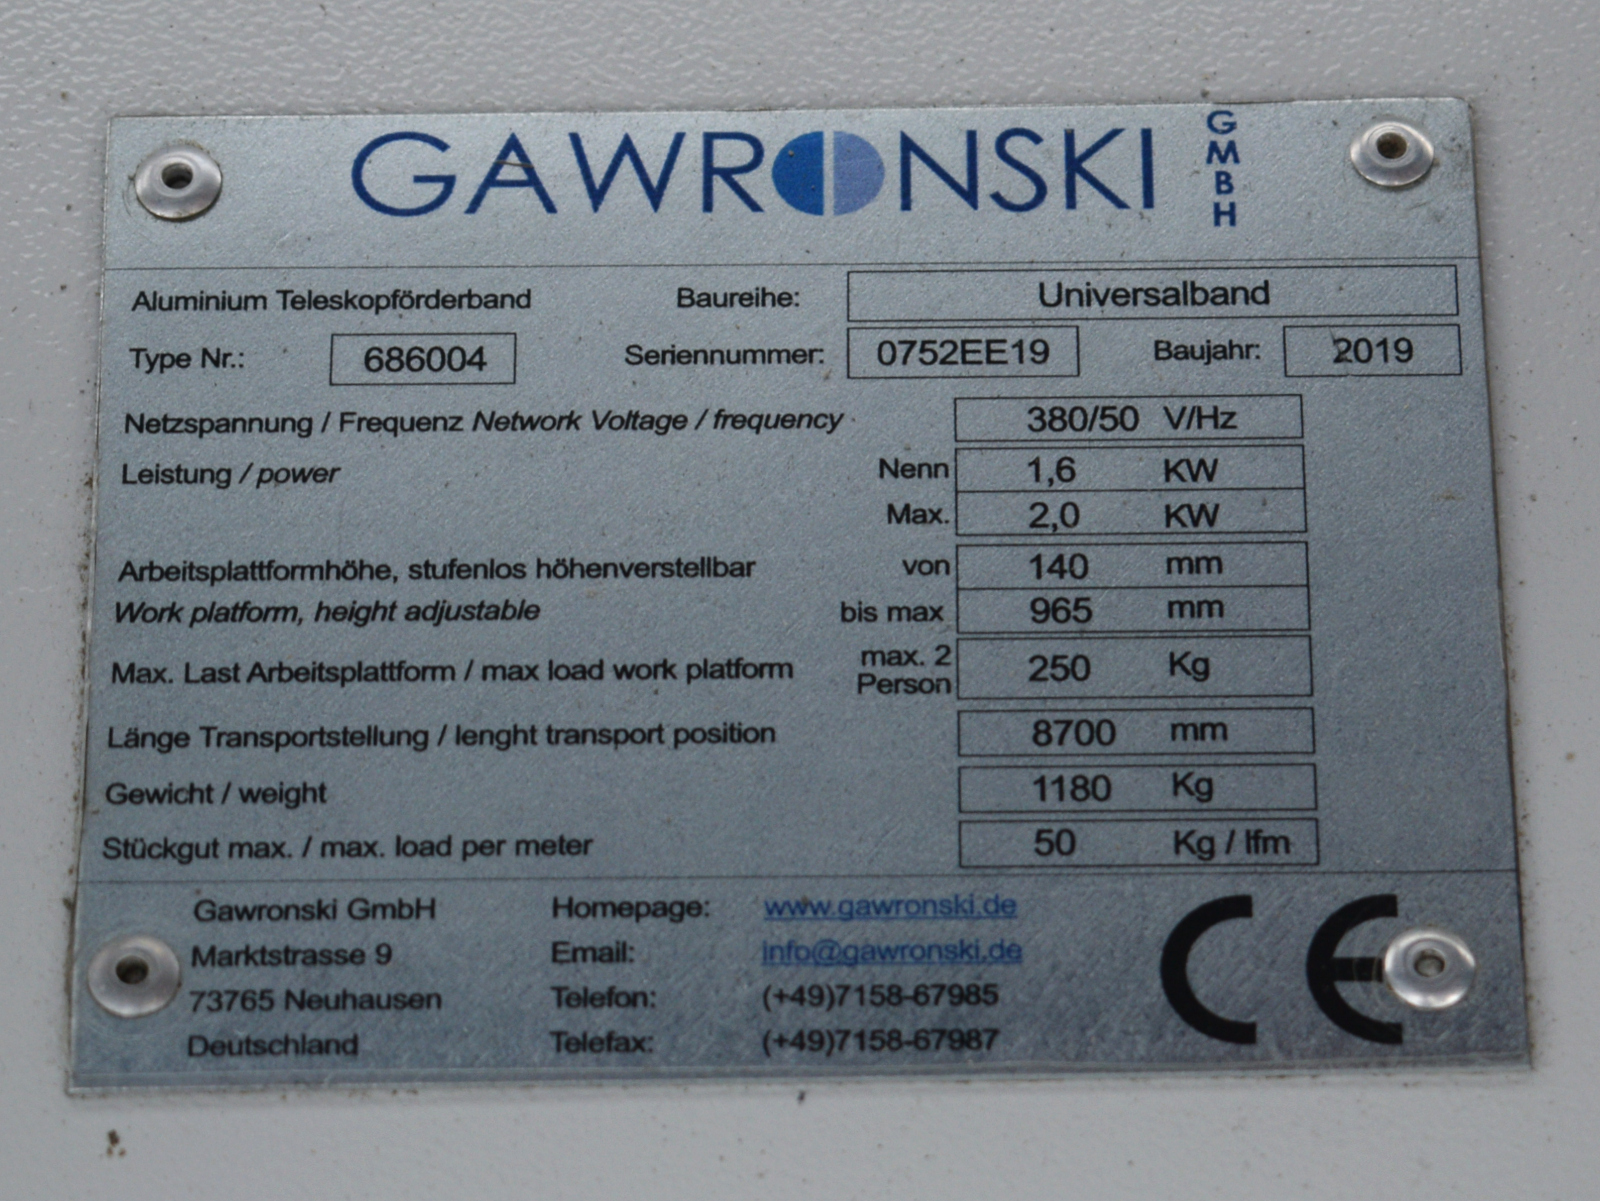 GAWRONSKI GMBH
Aluminium Teleskopförderband Baureihe: Universalband
Type Nr.: 686004 Seriennummer: 0752EE19 Baujahr: 2019
Netzspannung / Frequenz Network Voltage / frequency 380/50 V/Hz
Leistung / power Nenn 1,6 KW
Max. 2,0 KW
Arbeitsplattformhöhe, stufenlos höhenverstellbar von 140 mm
Work platform, height adjustable bis max 965 mm
Max. Last Arbeitsplattform / max load work platform max. 2 Person 250 Kg
Länge Transportstellung / lenght transport position 8700 mm
Gewicht / weight 1180 Kg
Stückgut max. / max. load per meter 50 Kg / lfm
Gawronski GmbH Homepage: www.gawronski.de
Marktstrasse 9 Email: info@gawronski.de
73765 Neuhausen Telefon: (+49)7158-67985
Deutschland Telefax: (+49)7158-67987
CE